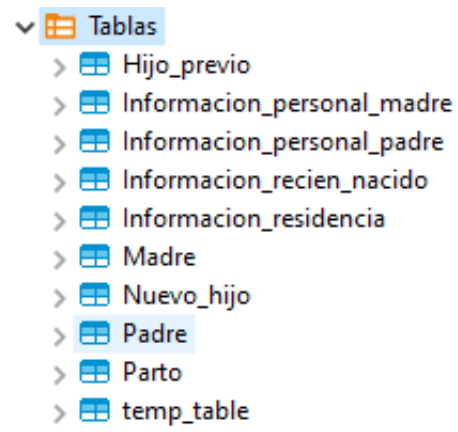 Tablas
Hijo_previo
Informacion_personal_madre
Informacion_personal_padre
Informacion_recien_nacido
Informacion_residencia
Madre
Nuevo_hijo
Padre
Parto
temp_table